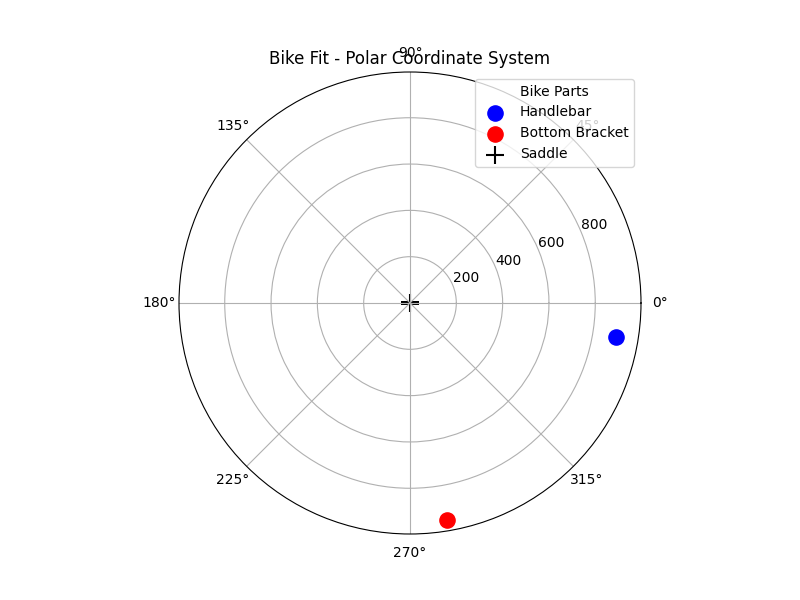 90°
Bike Fit - Polar Coordinate System
Bike Parts
Handlebar
Bottom Bracket
Saddle
45°
135°
800
600
400
200
180°
0°
225°
315°
270°